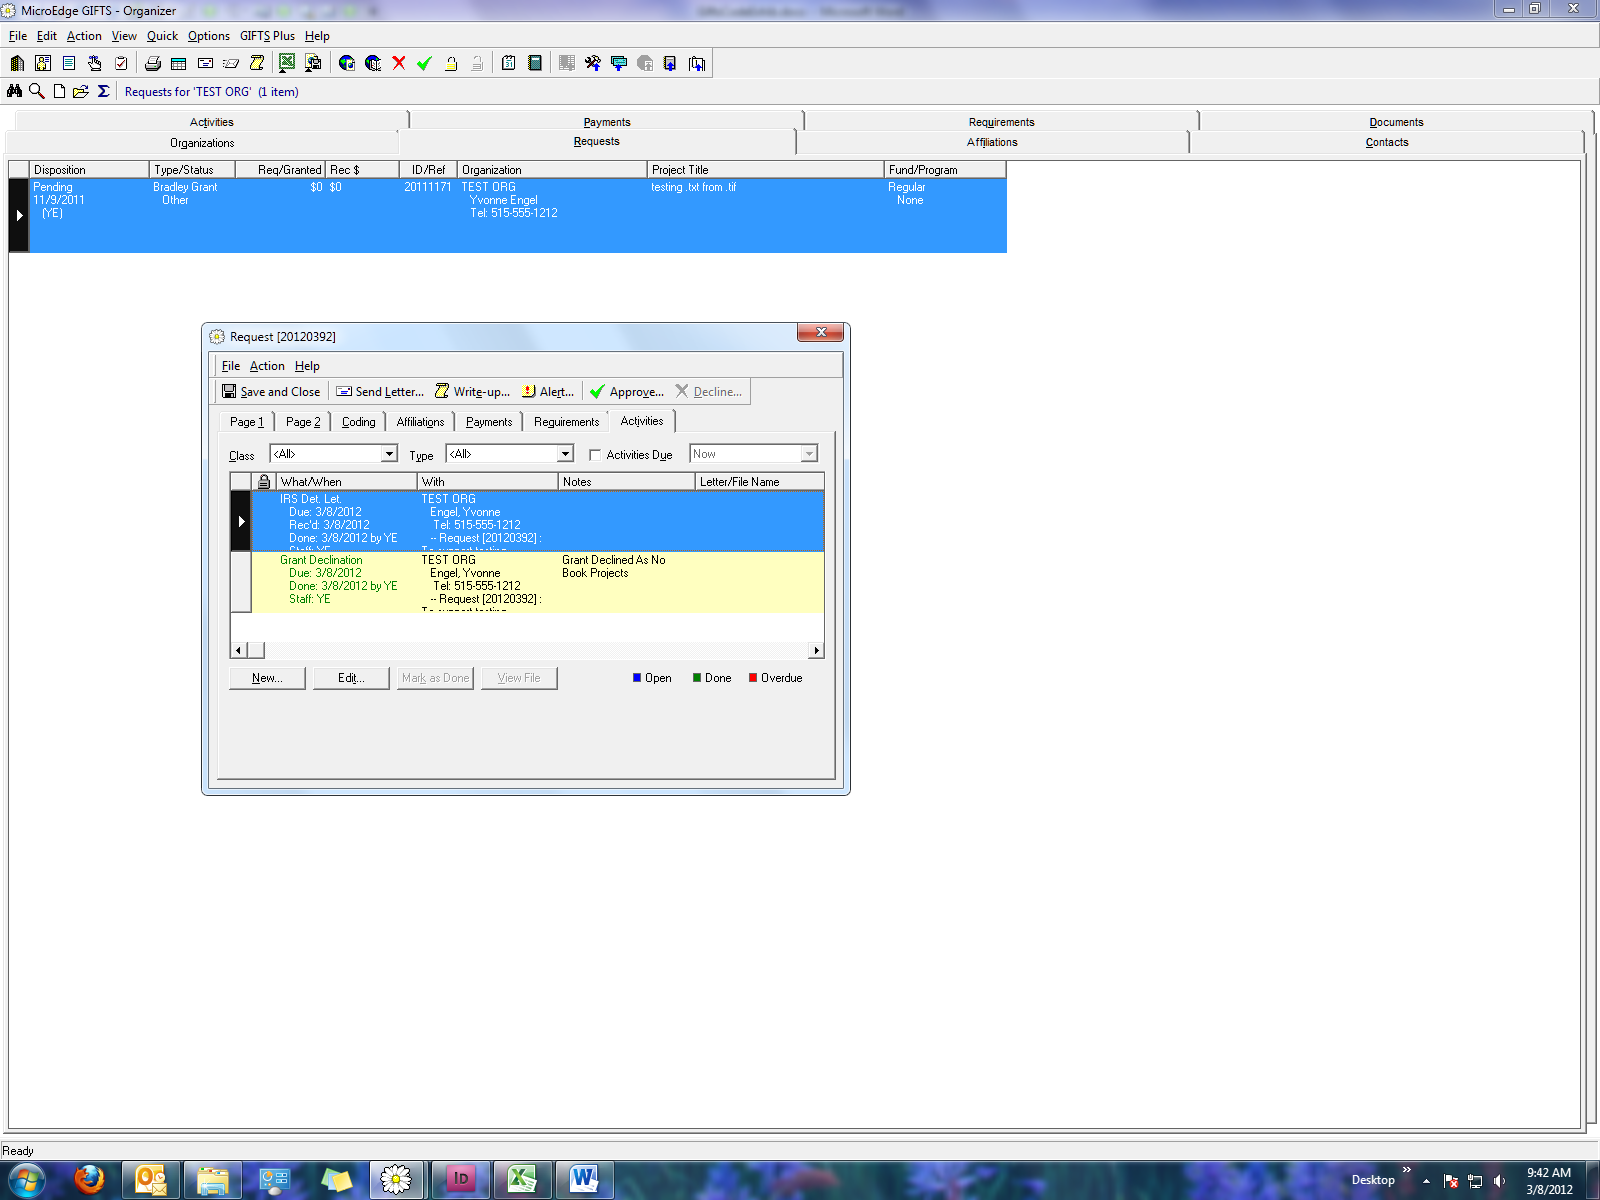 MicroEdge GIFTS - Organizer
File Edit Action View Quick Options GIFTS Plus Help
Requests for 'TEST ORG' (1 item)
Activities Payments Requirements Documents
Organizations Requests Affiliations Contacts
Disposition Type/Status Req/Granted Rec $ ID/Ref Organization Project Title Fund/Program
Pending Bradley Grant $0 $0 20111171 TEST ORG testing .txt from .tif Regular
11/9/2011 Other Yvonne Engel None
(YE) Tel: 515-555-1212
Request [20120392]
File Action Help
Save and Close Send Letter... Write-up... Alert... Approve... Decline...
Page 1 Page 2 Coding Affiliations Payments Requirements Activities
Class <All> Type <All> Activities Due Now
What/When With Notes Letter/File Name
IRS Det. Let. TEST ORG
Due: 3/8/2012 Engel, Yvonne
Rec'd: 3/8/2012 Tel: 515-555-1212
Done: 3/8/2012 by YE -- Request [20120392] :
Staff: YE To support testing
Grant Declination TEST ORG Grant Declined As No
Due: 3/8/2012 Engel, Yvonne Book Projects
Done: 3/8/2012 by YE Tel: 515-555-1212
Staff: YE -- Request [20120392] :
To support testing
New... Edit... Mark as Done View File Open Done Overdue
Ready
Desktop 9:42 AM
3/8/2012